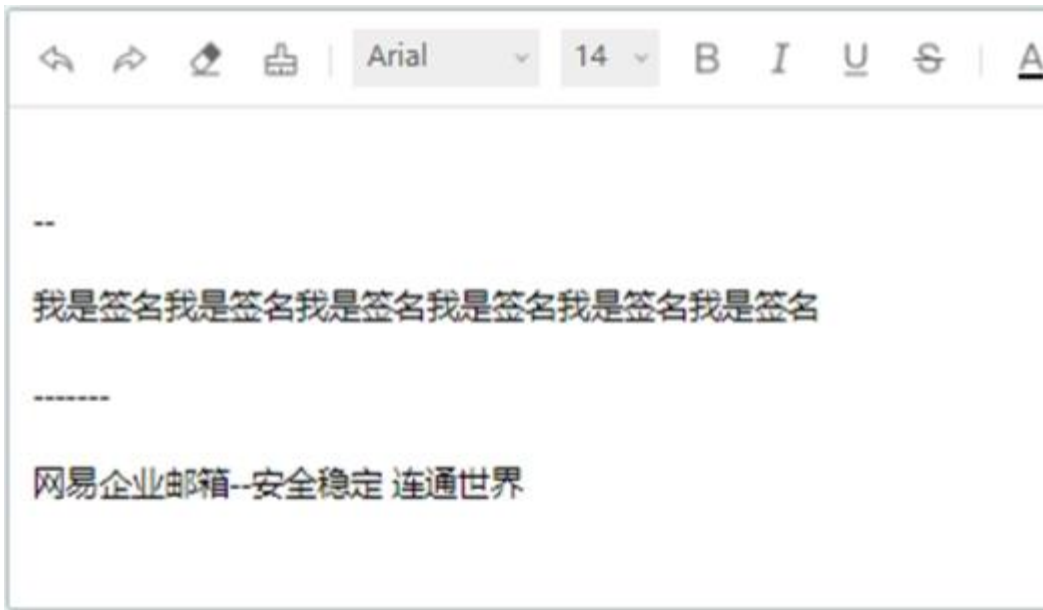 Arial 14 B I U S A
--
我是签名我是签名我是签名我是签名我是签名我是签名
-------
网易企业邮箱--安全稳定 连通世界